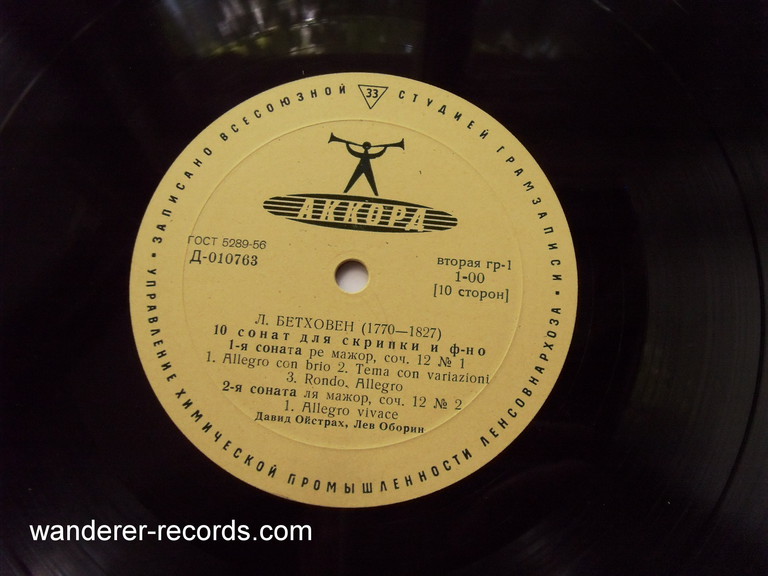 ЗАПИСАНО ВСЕСОЮЗНОЙ 33 СТУДИЕЙ ГРАМЗАПИСИ
• УПРАВЛЕНИЕ ХИМИЧЕСКОЙ ПРОМЫШЛЕННОСТИ ЛЕНСОВНАРХОЗА •
АККОРД
ГОСТ 5289-56
Д-010763
вторая гр-1
1-00
[10 сторон]
Л. БЕТХОВЕН (1770—1827)
10 сонат для скрипки и ф-но
1-я соната ре мажор, соч. 12 № 1
1. Allegro con brio 2. Tema con variazioni
3. Rondo. Allegro
2-я соната ля мажор, соч. 12 № 2
1. Allegro vivace
Давид Ойстрах, Лев Оборин
wanderer-records.com